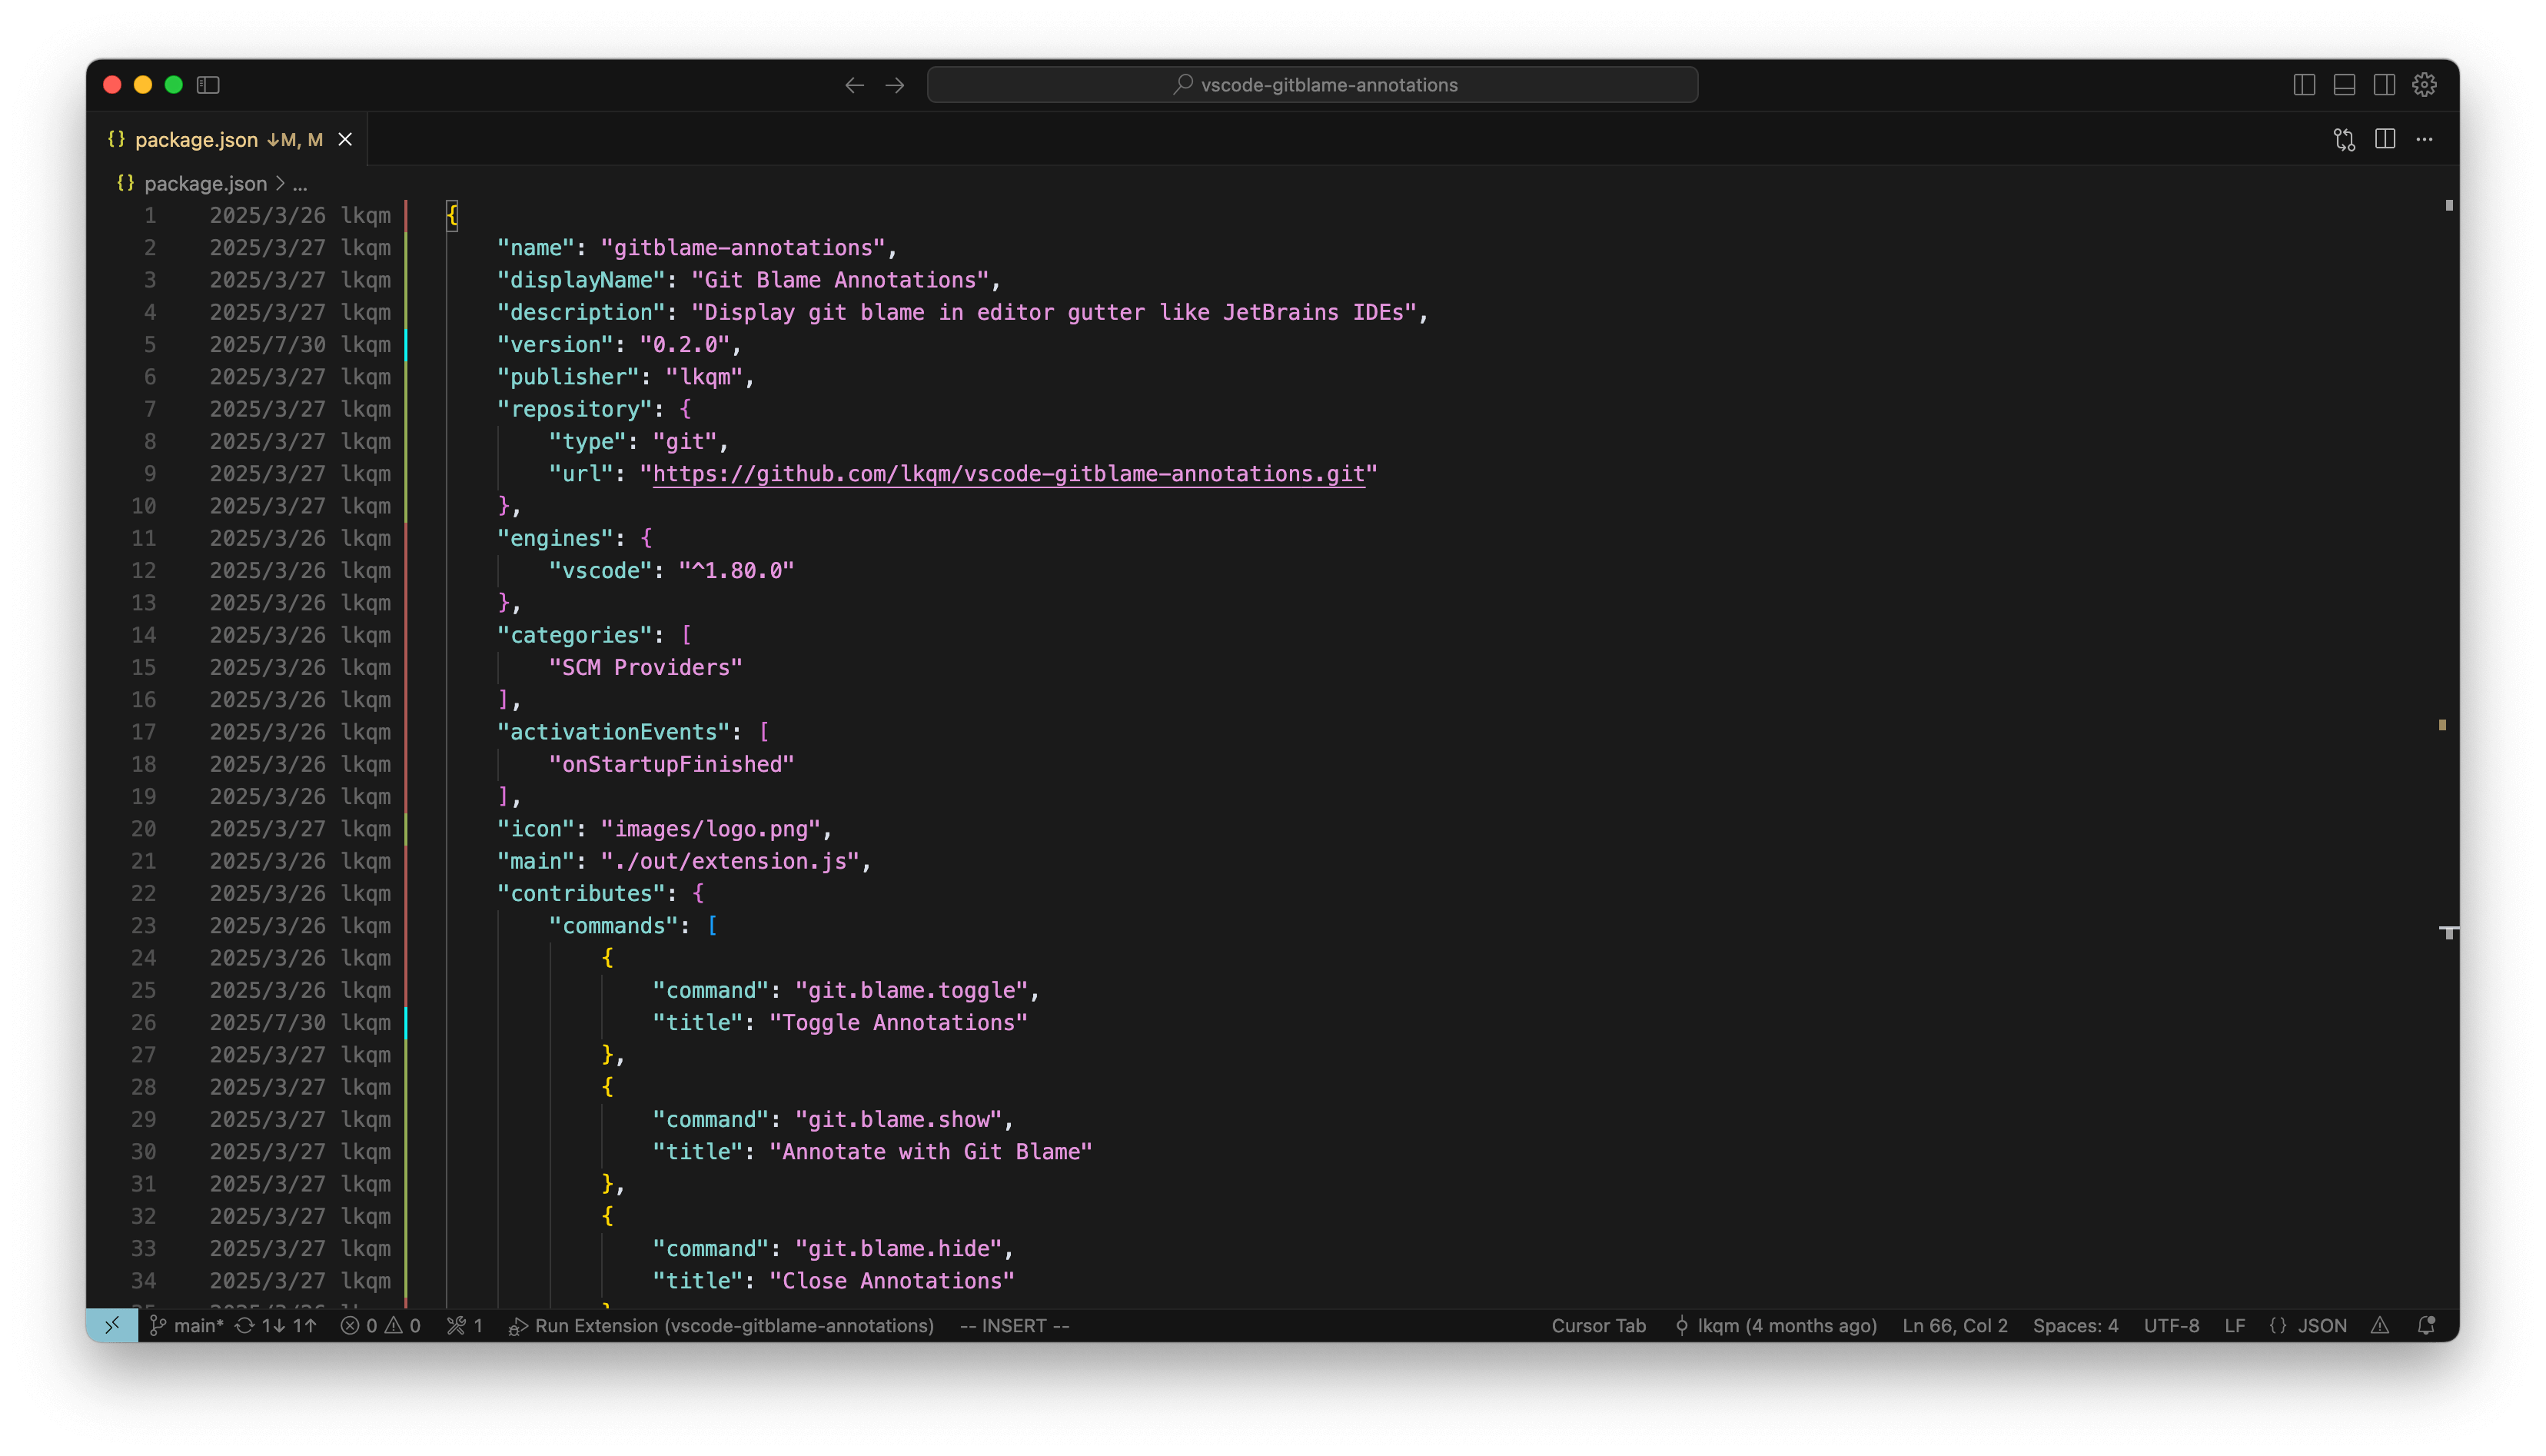 vscode-gitblame-annotations
{} package.json ↓M, M
{} package.json > ...
1 2025/3/26 lkqm {
2 2025/3/27 lkqm "name": "gitblame-annotations",
3 2025/3/27 lkqm "displayName": "Git Blame Annotations",
4 2025/3/27 lkqm "description": "Display git blame in editor gutter like JetBrains IDEs",
5 2025/7/30 lkqm "version": "0.2.0",
6 2025/3/27 lkqm "publisher": "lkqm",
7 2025/3/27 lkqm "repository": {
8 2025/3/27 lkqm "type": "git",
9 2025/3/27 lkqm "url": "https://github.com/lkqm/vscode-gitblame-annotations.git"
10 2025/3/27 lkqm },
11 2025/3/26 lkqm "engines": {
12 2025/3/26 lkqm "vscode": "^1.80.0"
13 2025/3/26 lkqm },
14 2025/3/26 lkqm "categories": [
15 2025/3/26 lkqm "SCM Providers"
16 2025/3/26 lkqm ],
17 2025/3/26 lkqm "activationEvents": [
18 2025/3/26 lkqm "onStartupFinished"
19 2025/3/26 lkqm ],
20 2025/3/27 lkqm "icon": "images/logo.png",
21 2025/3/26 lkqm "main": "./out/extension.js",
22 2025/3/26 lkqm "contributes": {
23 2025/3/26 lkqm "commands": [
24 2025/3/26 lkqm {
25 2025/3/26 lkqm "command": "git.blame.toggle",
26 2025/7/30 lkqm "title": "Toggle Annotations"
27 2025/3/27 lkqm },
28 2025/3/27 lkqm {
29 2025/3/27 lkqm "command": "git.blame.show",
30 2025/3/27 lkqm "title": "Annotate with Git Blame"
31 2025/3/27 lkqm },
32 2025/3/27 lkqm {
33 2025/3/27 lkqm "command": "git.blame.hide",
34 2025/3/27 lkqm "title": "Close Annotations"
main* 1↓ 1↑ 0 0 1 Run Extension (vscode-gitblame-annotations) -- INSERT -- Cursor Tab lkqm (4 months ago) Ln 66, Col 2 Spaces: 4 UTF-8 LF {} JSON